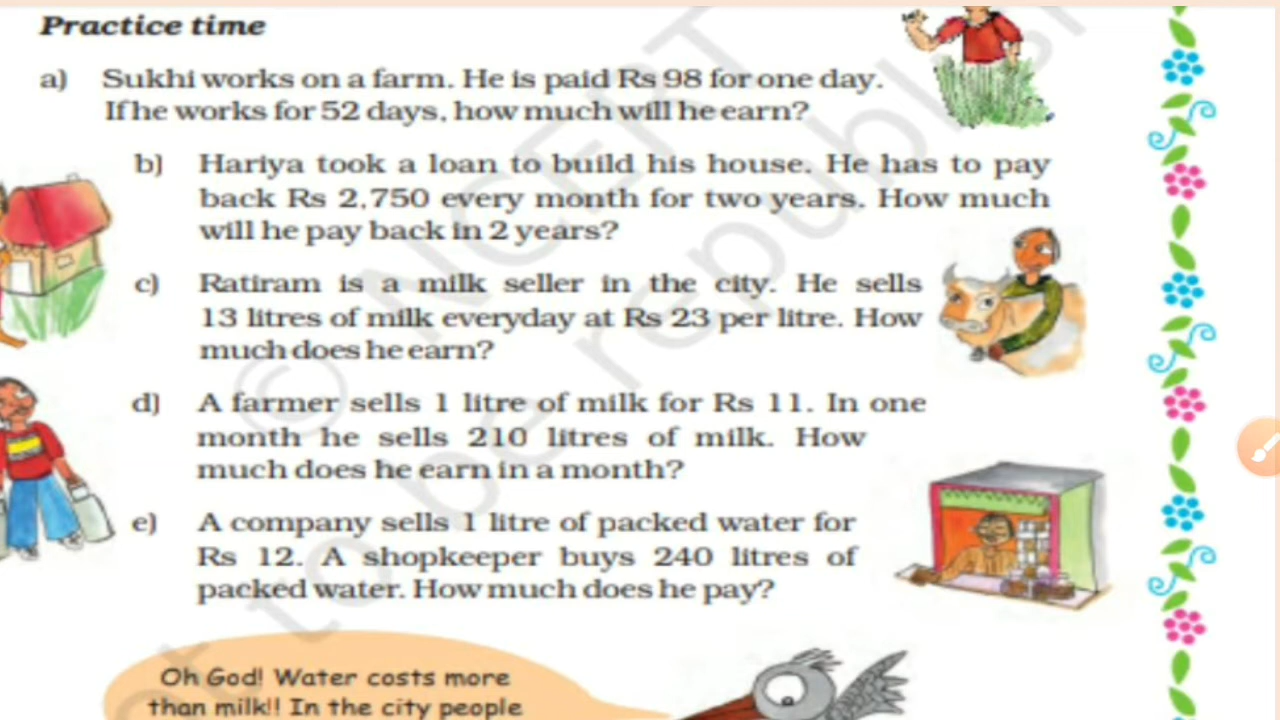 Practice time
a) Sukhi works on a farm. He is paid Rs 98 for one day.
If he works for 52 days, how much will he earn?
b) Hariya took a loan to build his house. He has to pay
back Rs 2,750 every month for two years. How much
will he pay back in 2 years?
c) Ratiram is a milk seller in the city. He sells
13 litres of milk everyday at Rs 23 per litre. How
much does he earn?
d) A farmer sells 1 litre of milk for Rs 11. In one
month he sells 210 litres of milk. How
much does he earn in a month?
e) A company sells 1 litre of packed water for
Rs 12. A shopkeeper buys 240 litres of
packed water. How much does he pay?
Oh God! Water costs more
than milk!! In the city people
© NCERT
not to be republish